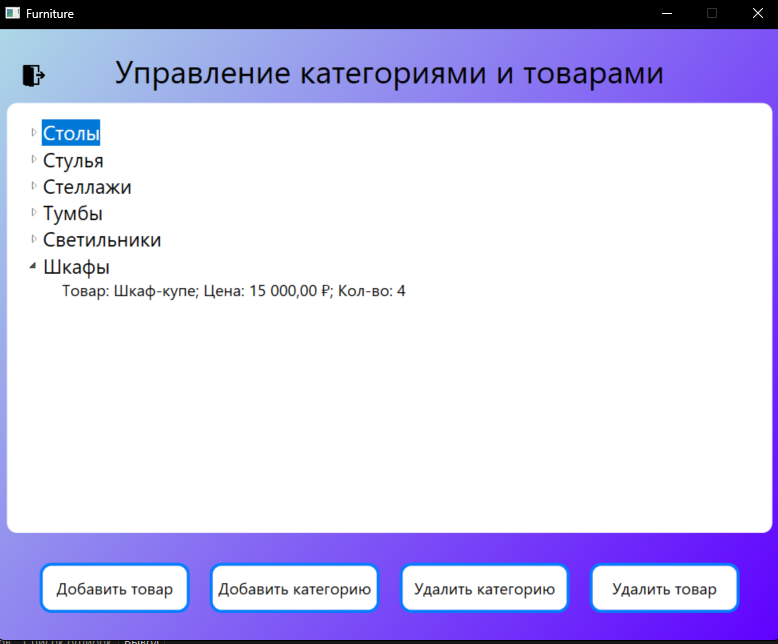 Furniture
Управление категориями и товарами
Столы
Стулья
Стеллажи
Тумбы
Светильники
Шкафы
Товар: Шкаф-купе; Цена: 15 000,00 ₽; Кол-во: 4
Добавить товар
Добавить категорию
Удалить категорию
Удалить товар